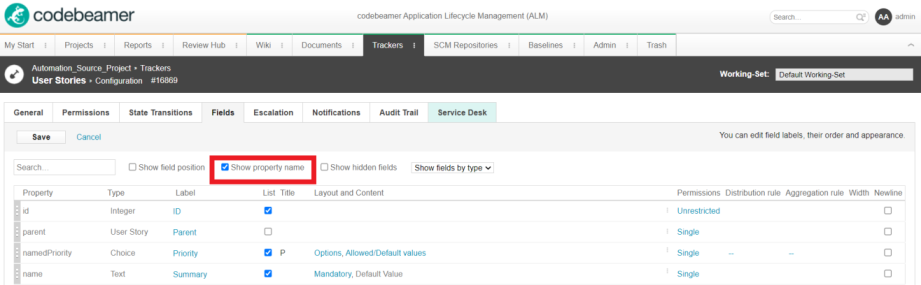 codebeamer
codebeamer Application Lifecycle Management (ALM)
Search...
AA admin
My Start Projects Reports Review Hub Wiki Documents Trackers SCM Repositories Baselines Admin Trash
Automation_Source_Project • Trackers
User Stories • Configuration #16869
Working-Set: Default Working-Set
General Permissions State Transitions Fields Escalation Notifications Audit Trail Service Desk
Save Cancel
You can edit field labels, their order and appearance.
Search... Show field position Show property name Show hidden fields Show fields by type
Property Type Label List Title Layout and Content Permissions Distribution rule Aggregation rule Width Newline
id Integer ID Unrestricted
parent User Story Parent Single
namedPriority Choice Priority P Options, Allowed/Default values Single -- --
name Text Summary Mandatory, Default Value Single